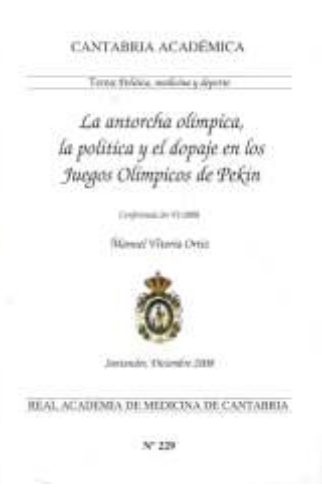 CANTABRIA ACADÉMICA
Tema: Política, medicina y deporte
La antorcha olímpica,
la política y el dopaje en los
Juegos Olímpicos de Pekín
Manuel Vitoria Ortiz
Santander, Diciembre 2008
REAL ACADEMIA DE MEDICINA DE CANTABRIA
Nº 229